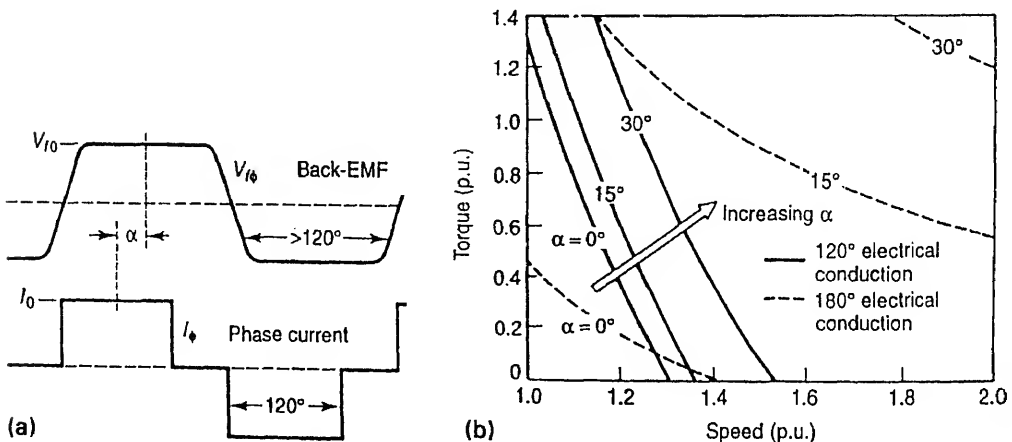 V_f0
V_fϕ
Back-EMF
α
>120°
I_0
I_ϕ
Phase current
120°
(a)
1.4
1.2
1.0
0.8
0.6
0.4
0.2
0
Torque (p.u.)
30°
30°
15°
15°
α = 0°
Increasing α
α = 0°
120° electrical
conduction
180° electrical
conduction
1.0
1.2
1.4
1.6
1.8
2.0
Speed (p.u.)
(b)